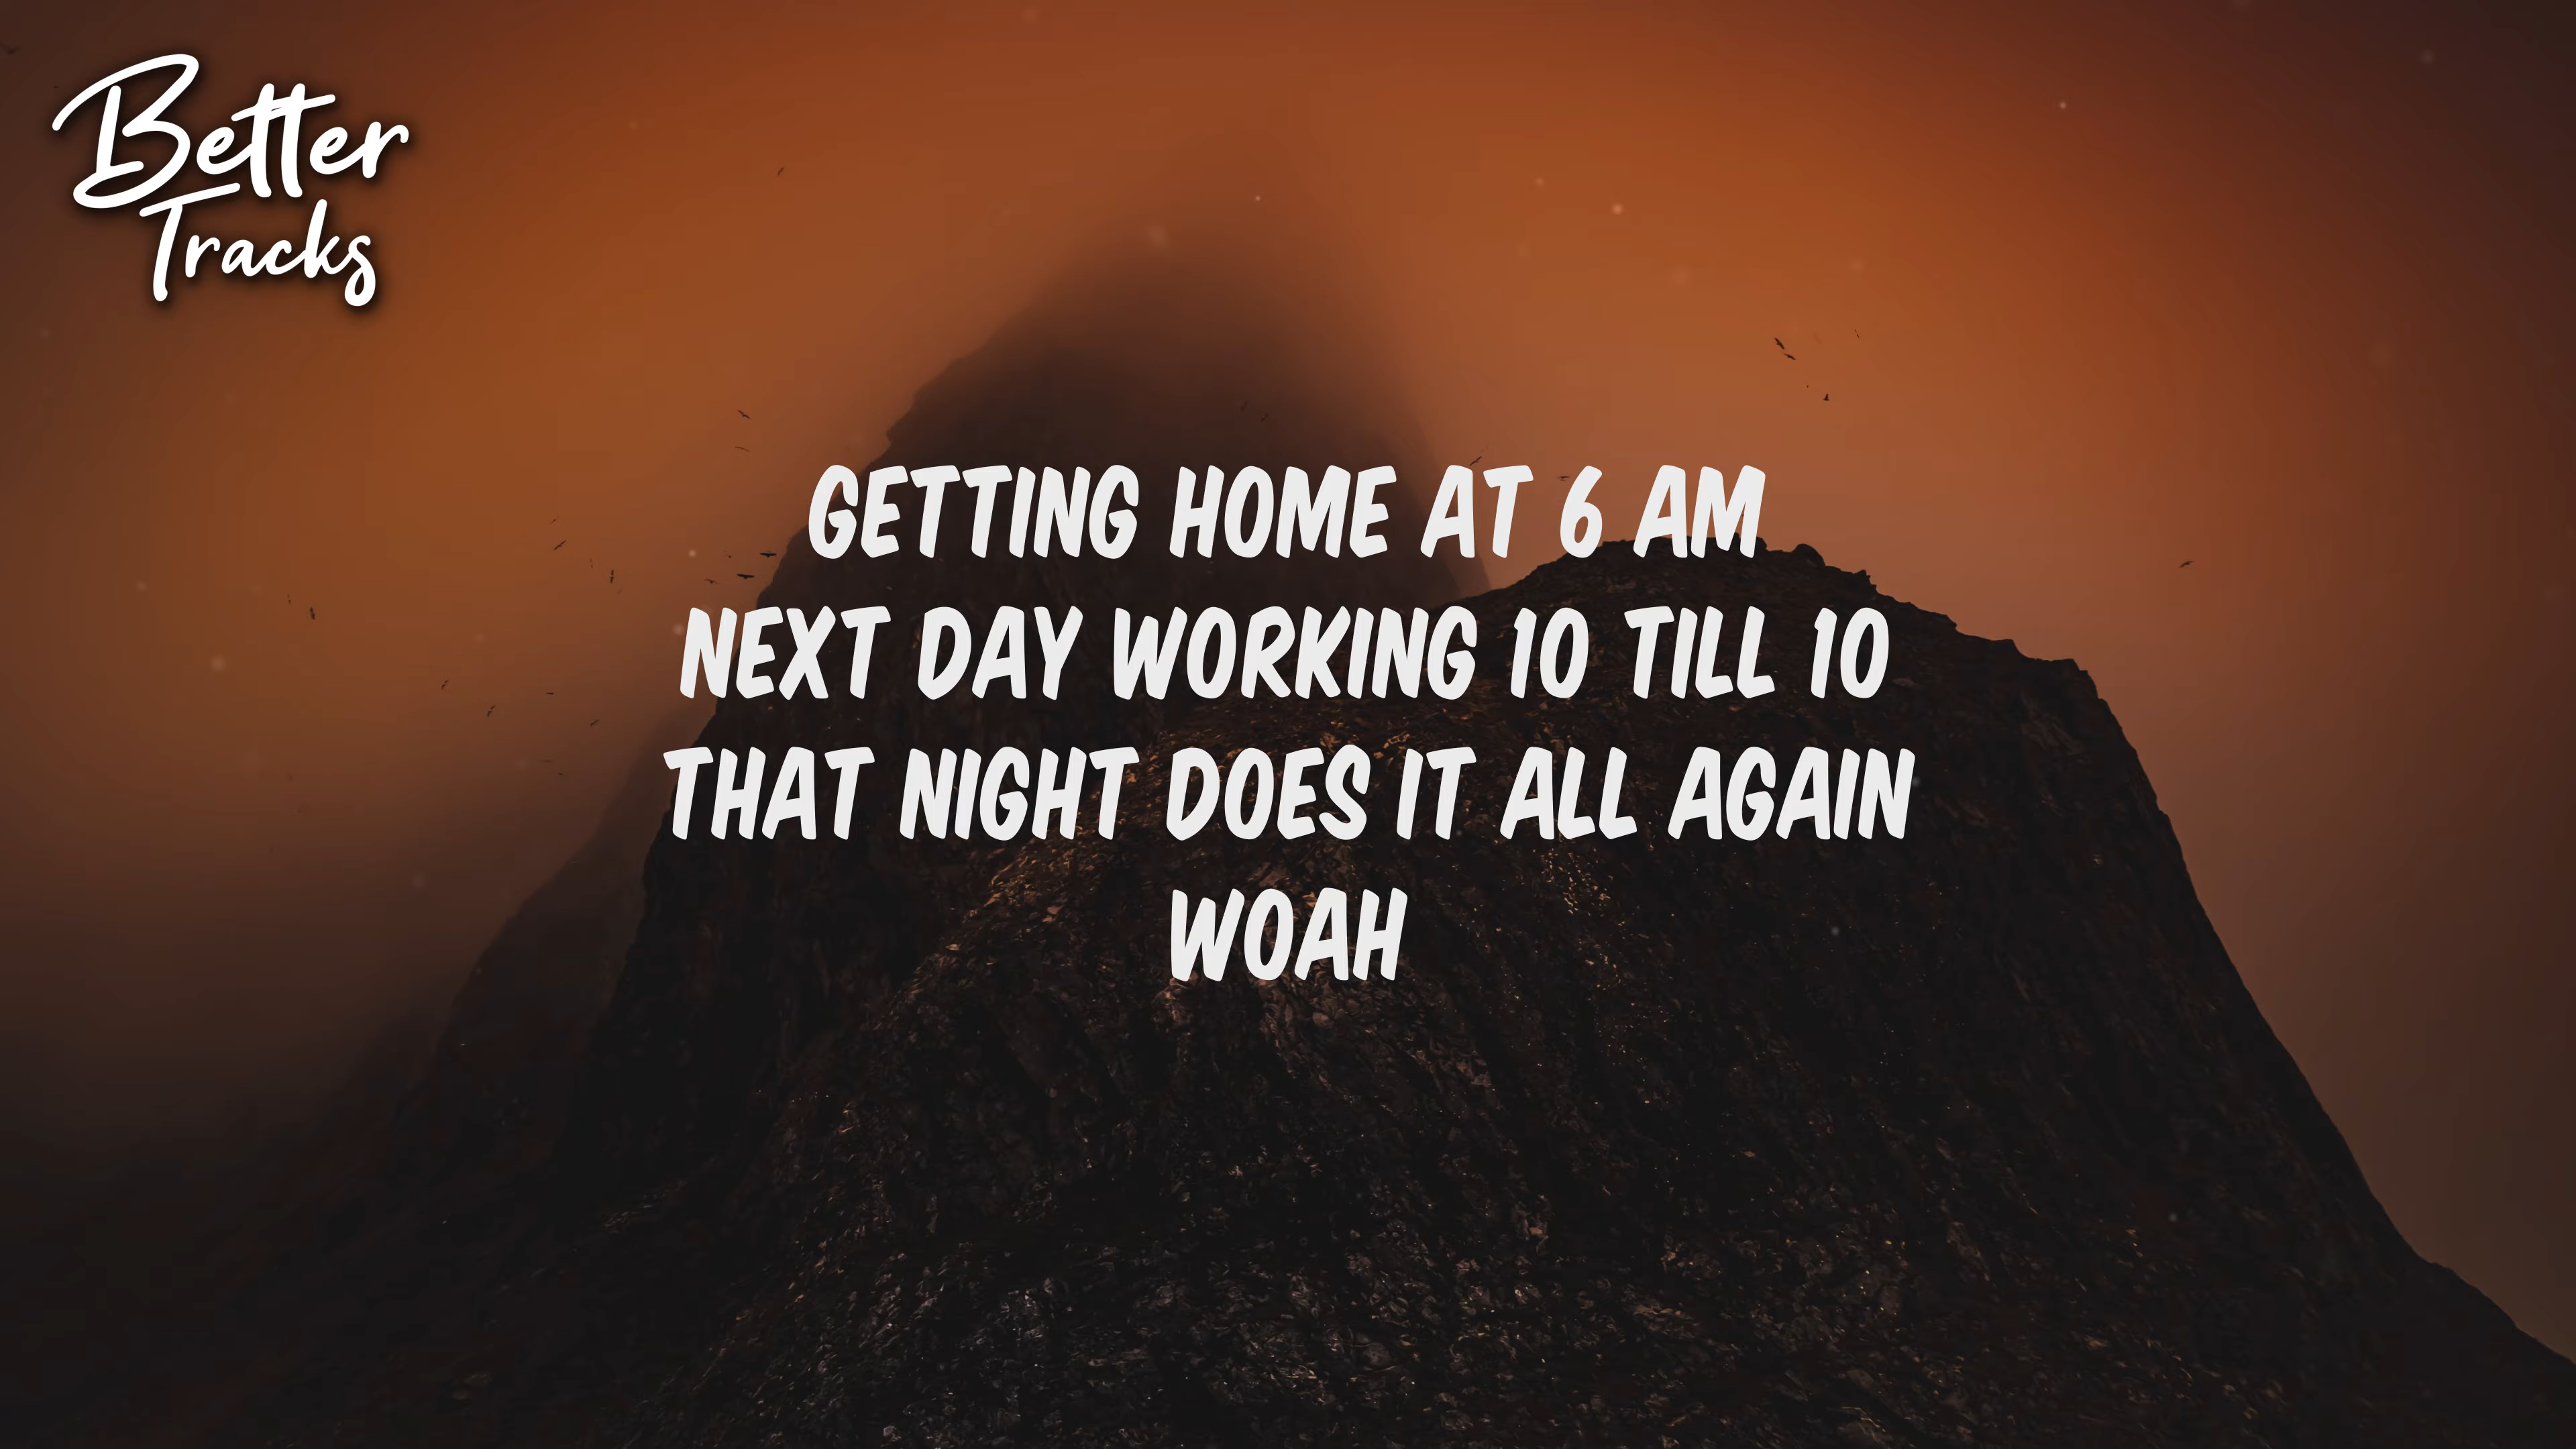 Better
Tracks
GETTING HOME AT 6 AM
NEXT DAY WORKING 10 TILL 10
THAT NIGHT DOES IT ALL AGAIN
WOAH